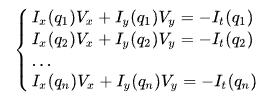 I_x(q_1)V_x + I_y(q_1)V_y = −I_t(q_1)
I_x(q_2)V_x + I_y(q_2)V_y = −I_t(q_2)
...
I_x(q_n)V_x + I_y(q_n)V_y = −I_t(q_n)